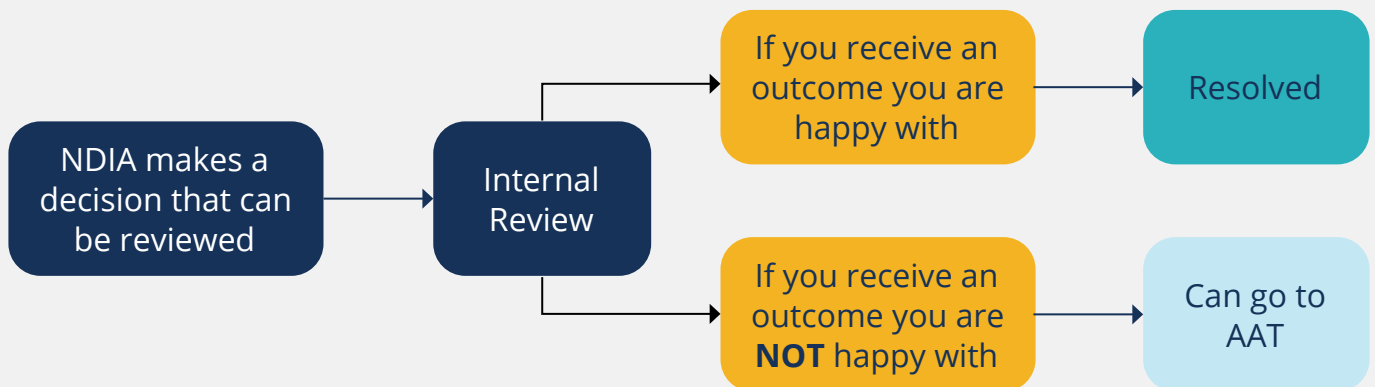 NDIA makes a
decision that can
be reviewed
Internal
Review
If you receive an
outcome you are
happy with
Resolved
If you receive an
outcome you are
NOT happy with
Can go to
AAT